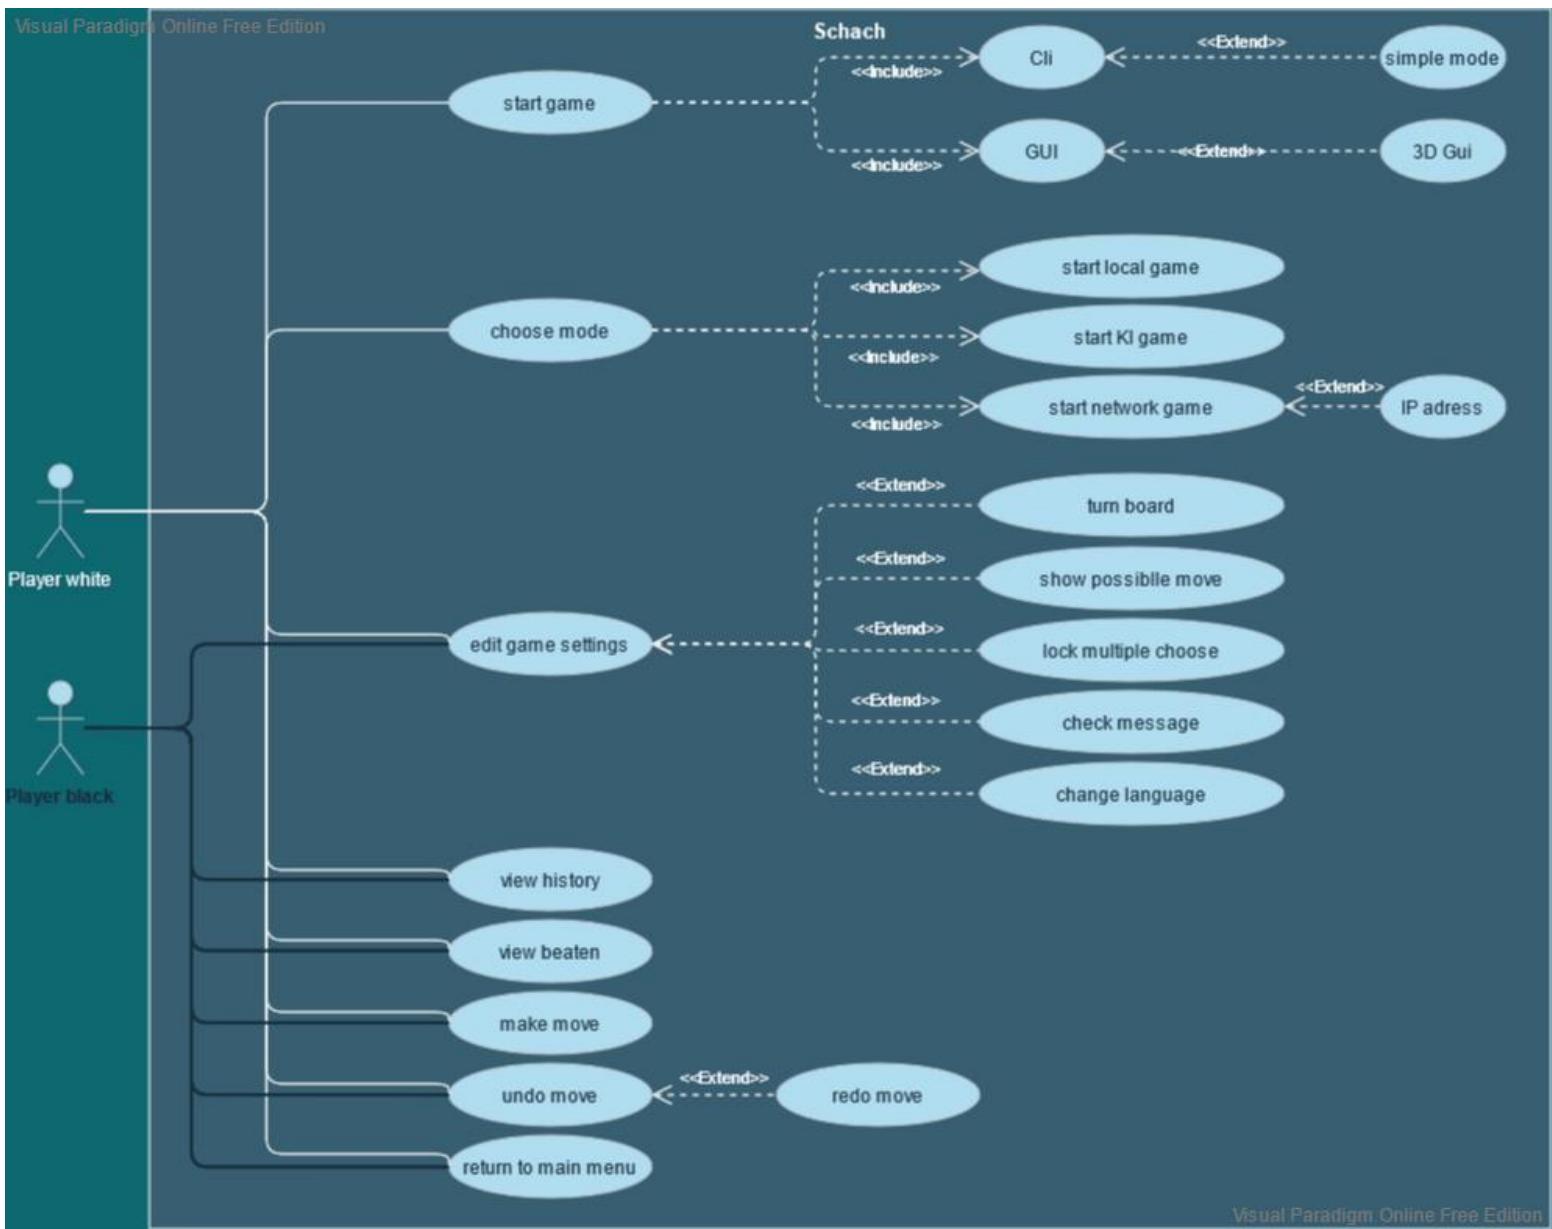 Visual Paradigm Online Free Edition
Schach
start game
<<Include>>
Cli
<<Extend>>
simple mode
<<Include>>
GUI
<<Extend>>
3D Gui
choose mode
<<Include>>
start local game
<<Include>>
start KI game
<<Include>>
start network game
<<Extend>>
IP adress
Player white
Player black
edit game settings
<<Extend>>
turn board
<<Extend>>
show possiblle move
<<Extend>>
lock multiple choose
<<Extend>>
check message
<<Extend>>
change language
view history
view beaten
make move
undo move
<<Extend>>
redo move
return to main menu
Visual Paradigm Online Free Edition